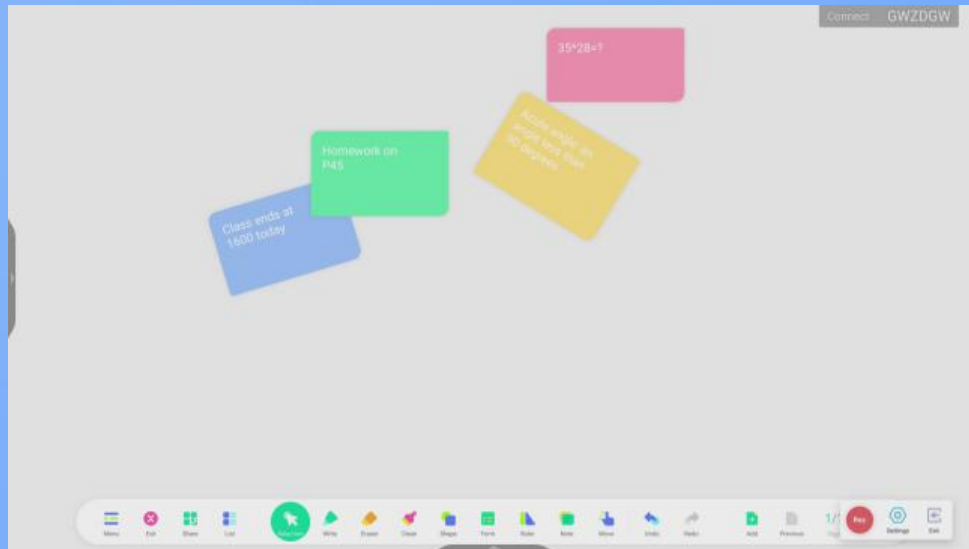 Connect GWZDGW
35*28=?
Acute angle: an
angle less than
90 degrees
Homework on
P45
Class ends at
1600 today
Menu
Exit
Share
List
Selection
Write
Eraser
Clear
Shape
Form
Ruler
Note
Move
Undo
Redo
Add
Previous
1/
Rec
Settings
Exit